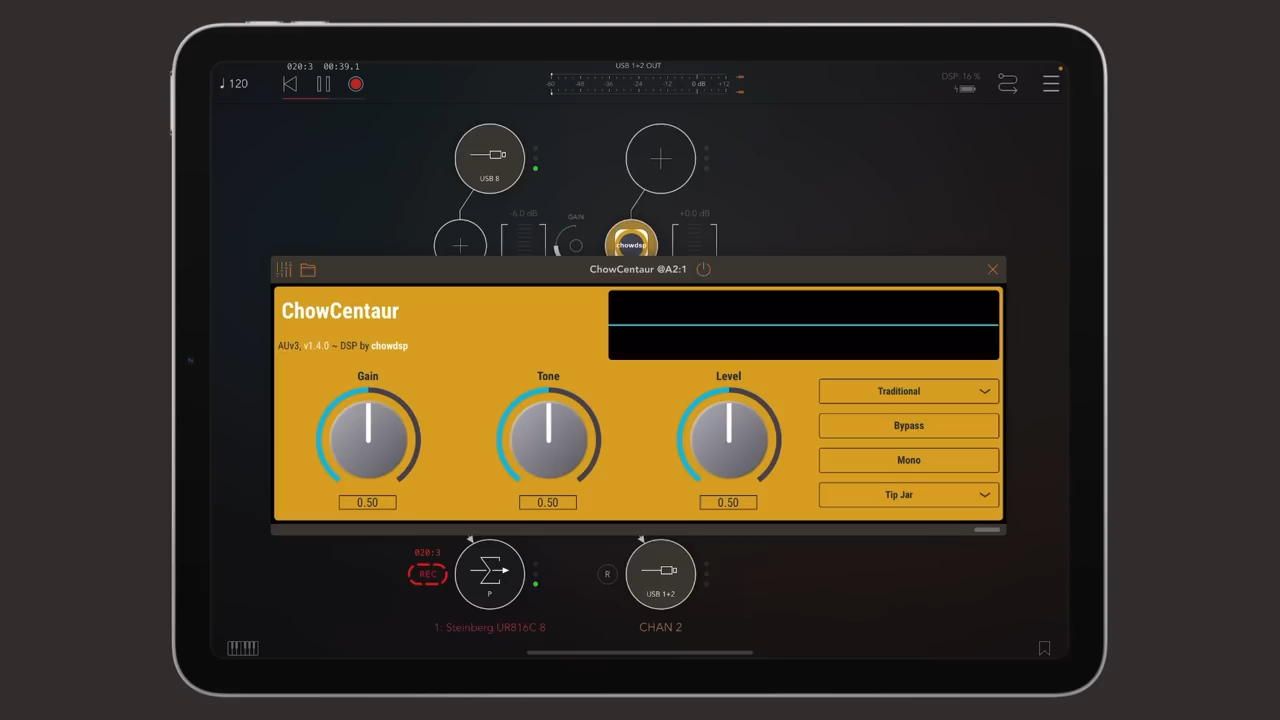 020:3 00:39.1
♩ 120
USB 1+2 OUT
-60 -48 -36 -24 -12 0 dB +12
DSP: 16 %
USB 8
-6.0 dB
GAIN
+0.0 dB
chowdsp
ChowCentaur @A2:1
ChowCentaur
AUv3, v1.4.0 ~ DSP by chowdsp
Gain
Tone
Level
Traditional
Bypass
Mono
Tip Jar
0.50
0.50
0.50
020:3
REC
P
R
USB 1+2
1: Steinberg UR816C 8
CHAN 2